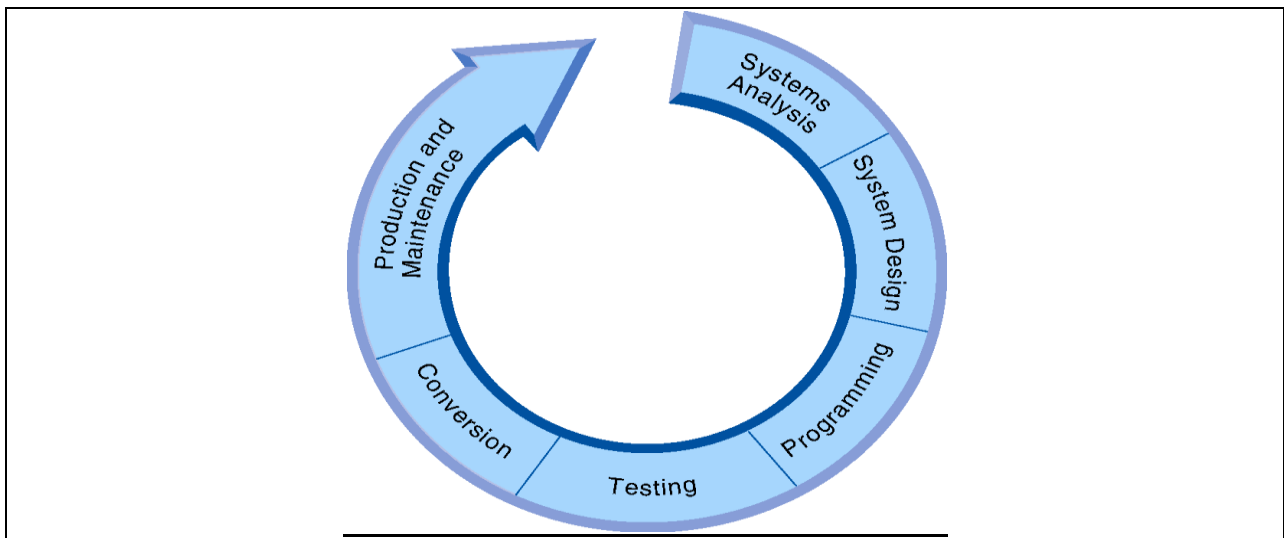 Systems
Analysis
System Design
Programming
Testing
Conversion
Production and
Maintenance